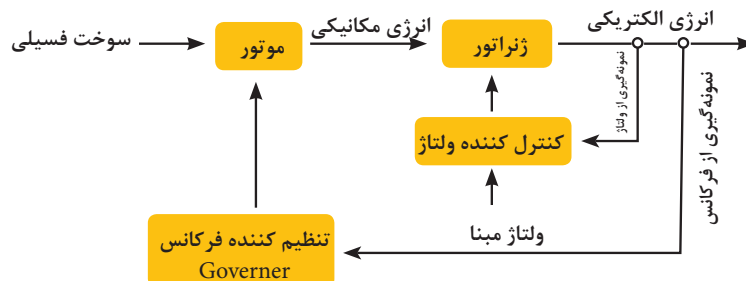 سوخت فسیلی
موتور
انرژی مکانیکی
ژنراتور
انرژی الکتریکی
نمونه‌گیری از ولتاژ
نمونه‌گیری از فرکانس
کنترل کننده ولتاژ
ولتاژ مبنا
تنظیم کننده فرکانس
Governer